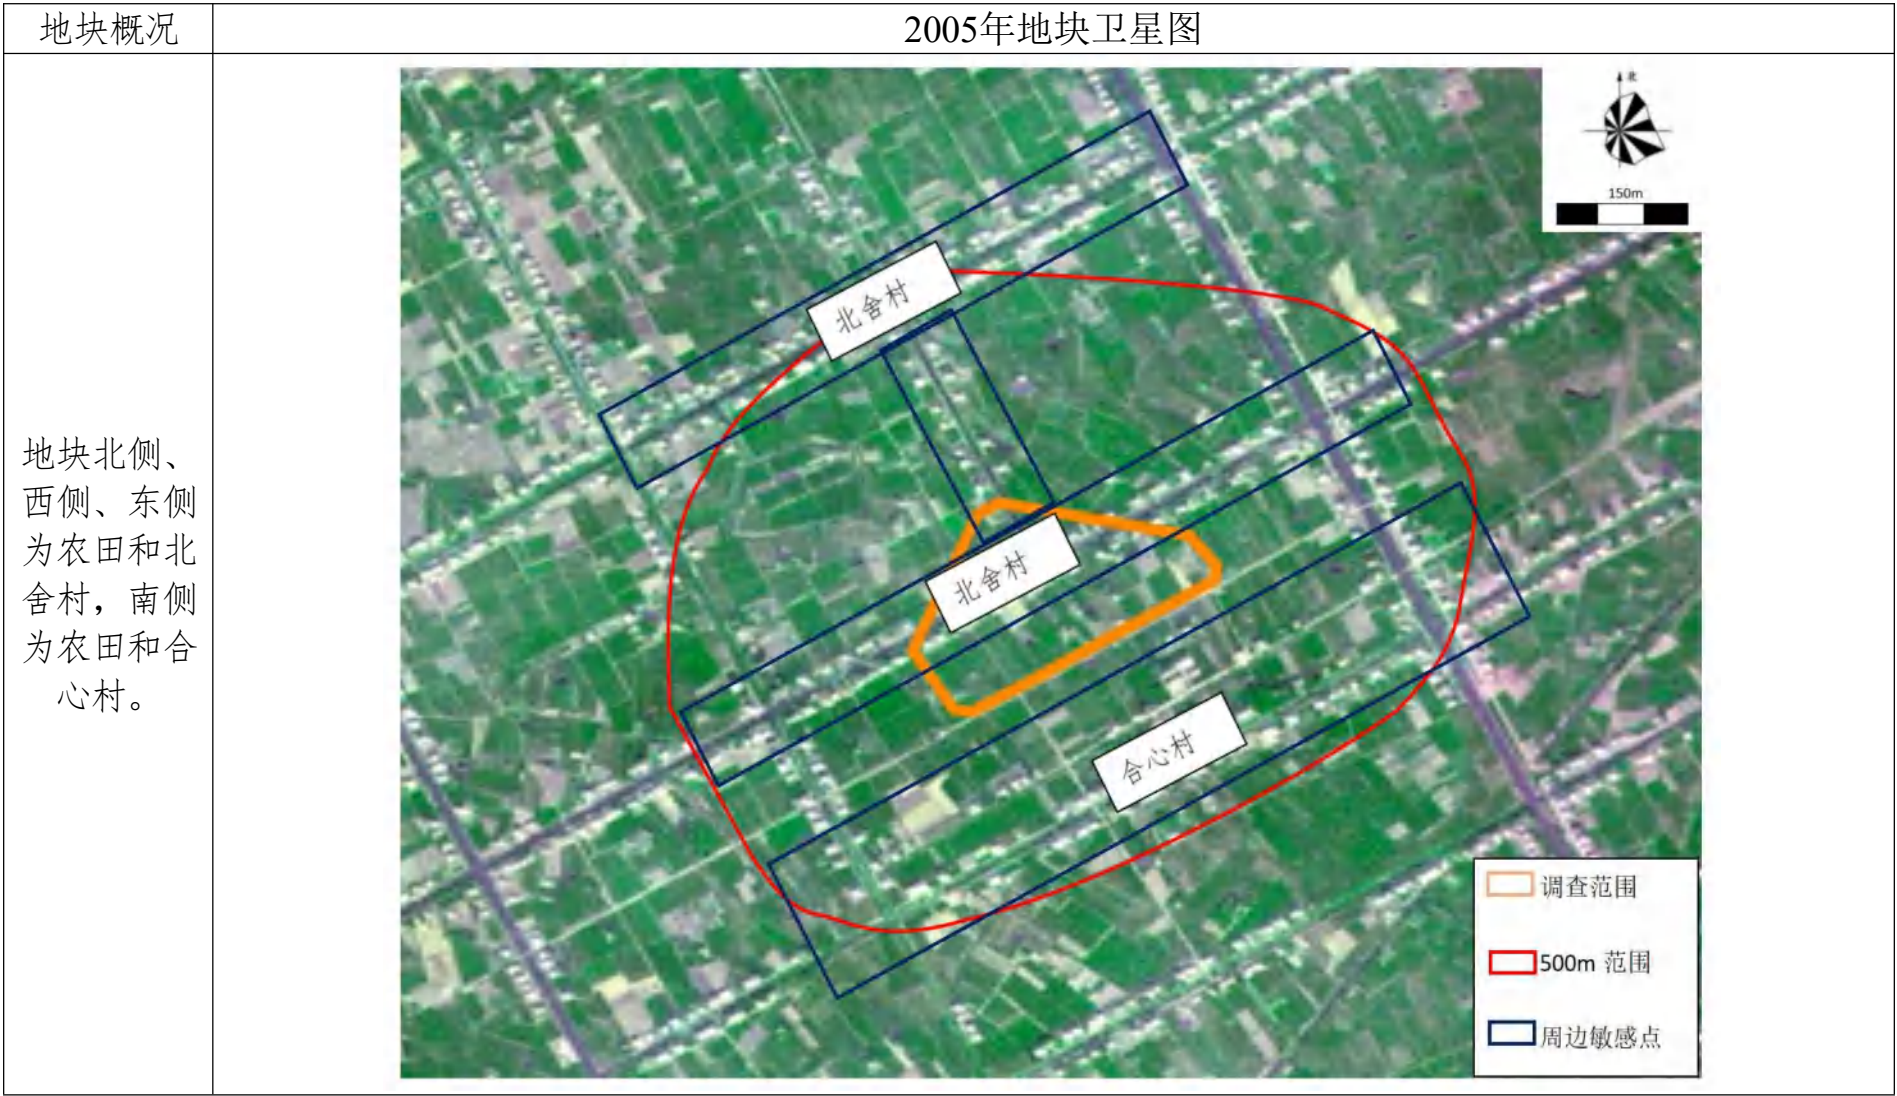 地块概况
2005年地块卫星图
地块北侧、
西侧、东侧
为农田和北
舍村，南侧
为农田和合
心村。
北
150m
北舍村
北舍村
合心村
调查范围
500m 范围
周边敏感点